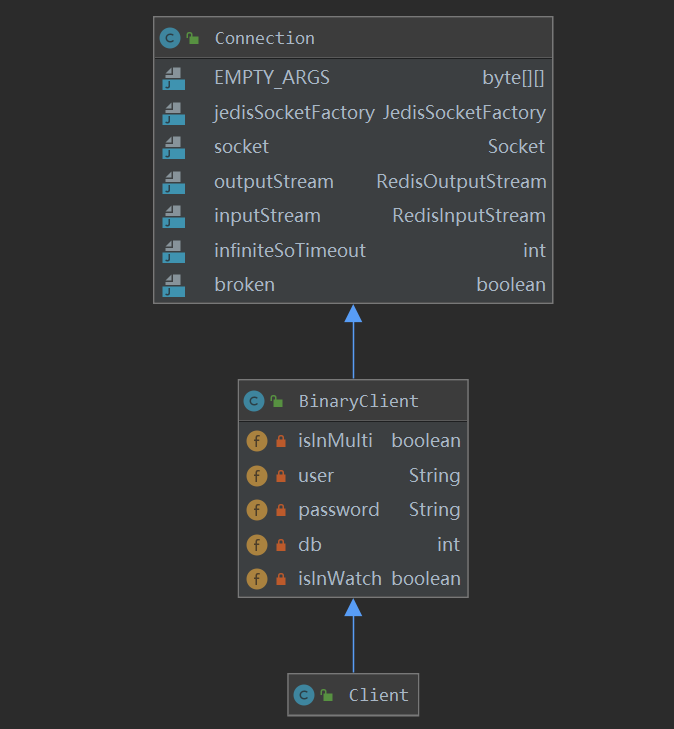 Connection
EMPTY_ARGS byte[][]
jedisSocketFactory JedisSocketFactory
socket Socket
outputStream RedisOutputStream
inputStream RedisInputStream
infiniteSoTimeout int
broken boolean
BinaryClient
isInMulti boolean
user String
password String
db int
isInWatch boolean
Client